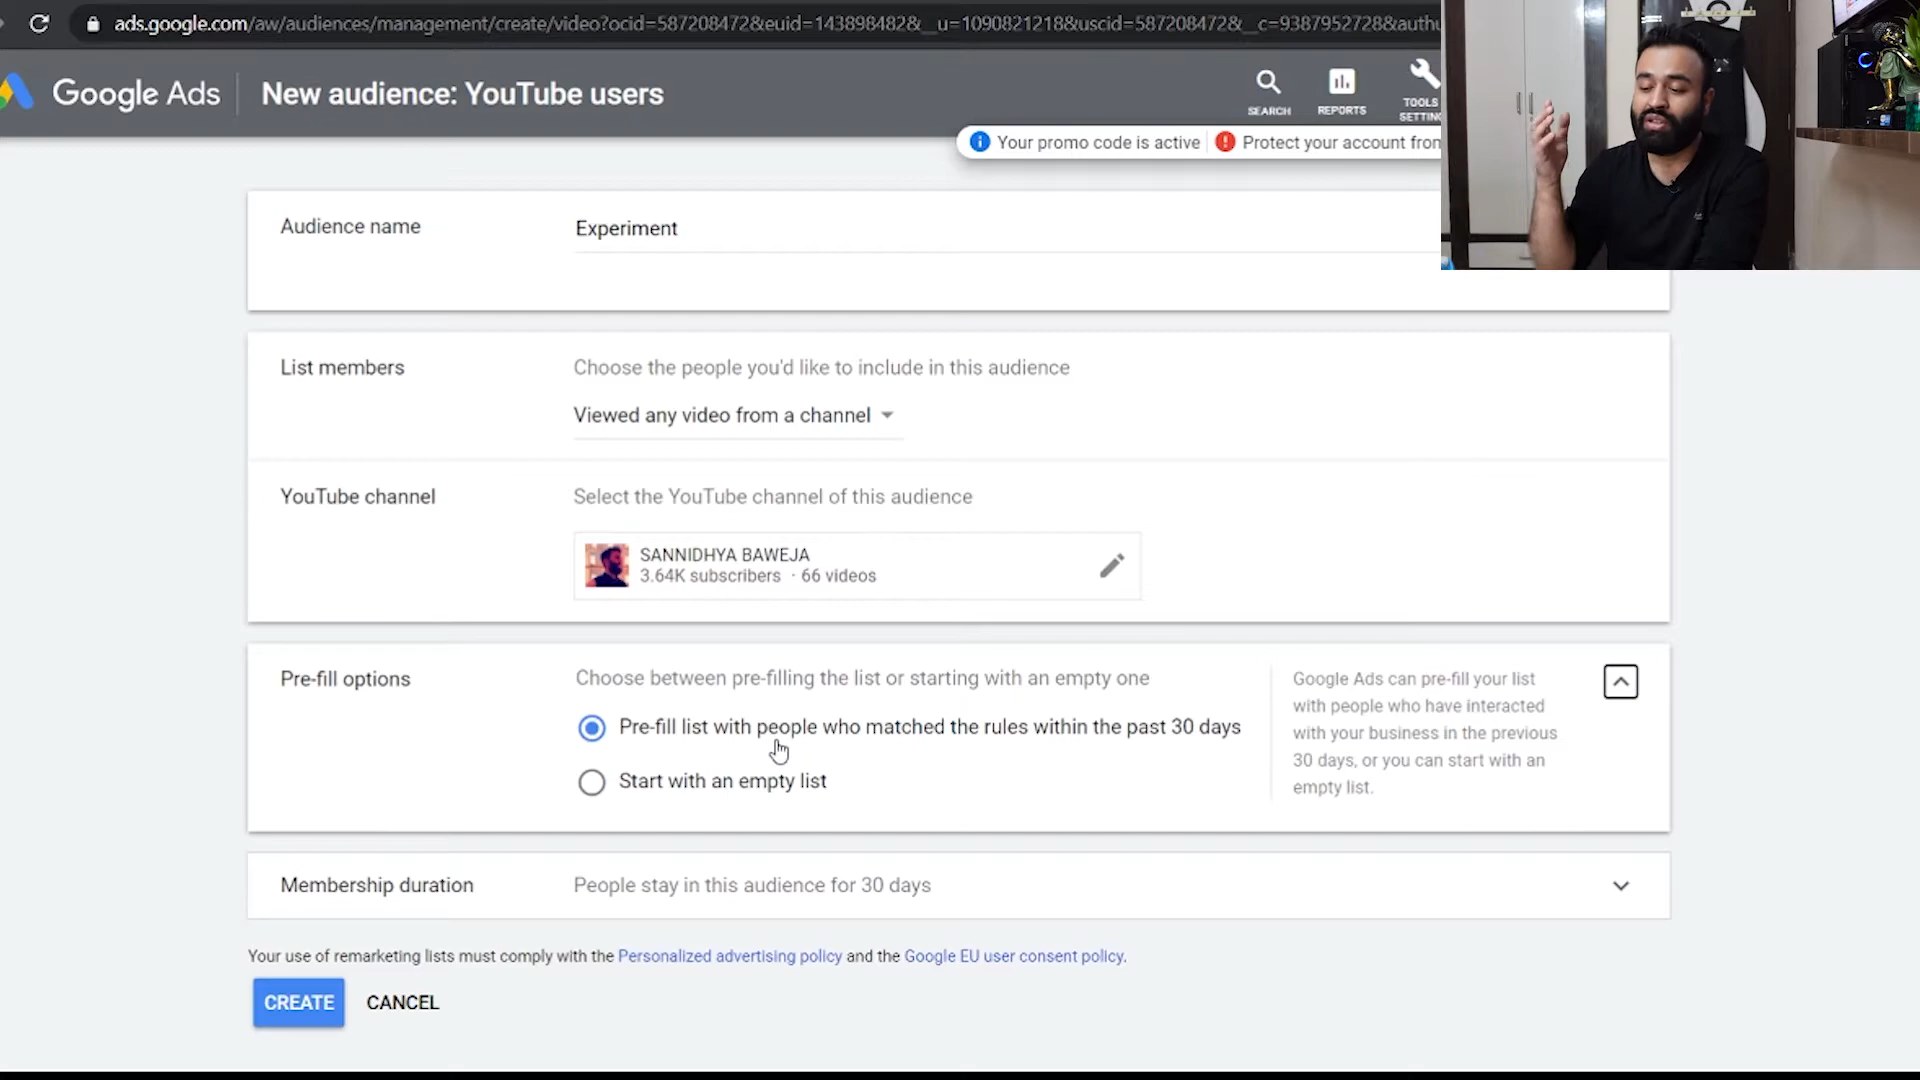 ads.google.com/aw/audiences/management/create/video?ocid=587208472&euid=143898482&__u=1090821218&uscid=587208472&__c=9387952728&authu
Google Ads
New audience: YouTube users
SEARCH
REPORTS
TOOLS
SETTING
Your promo code is active
Protect your account from
Audience name
Experiment
List members
Choose the people you'd like to include in this audience
Viewed any video from a channel
YouTube channel
Select the YouTube channel of this audience
SANNIDHYA BAWEJA
3.64K subscribers · 66 videos
Pre-fill options
Choose between pre-filling the list or starting with an empty one
Pre-fill list with people who matched the rules within the past 30 days
Start with an empty list
Google Ads can pre-fill your list
with people who have interacted
with your business in the previous
30 days, or you can start with an
empty list.
Membership duration
People stay in this audience for 30 days
Your use of remarketing lists must comply with the Personalized advertising policy and the Google EU user consent policy.
CREATE
CANCEL